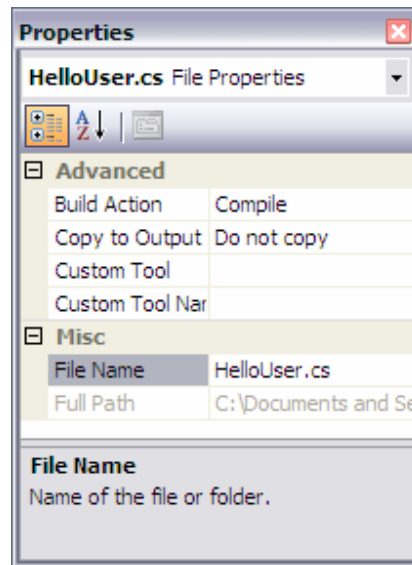 Properties
HelloUser.cs File Properties
Advanced
Build Action Compile
Copy to Output Do not copy
Custom Tool
Custom Tool Nar
Misc
File Name HelloUser.cs
Full Path C:\Documents and Se
File Name
Name of the file or folder.